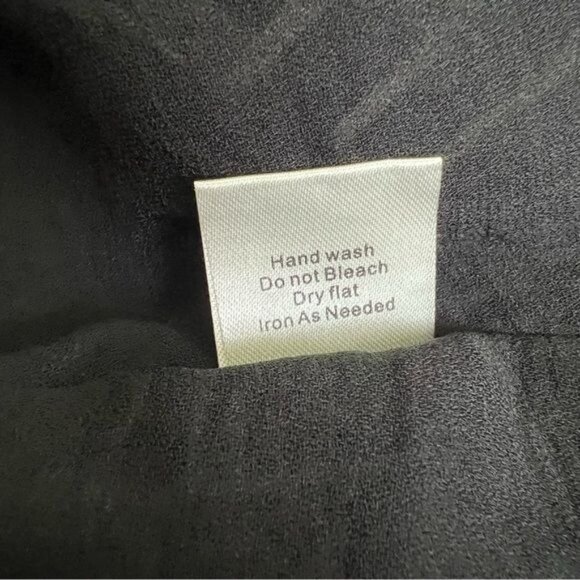 Hand wash
Do not Bleach
Dry flat
Iron As Needed